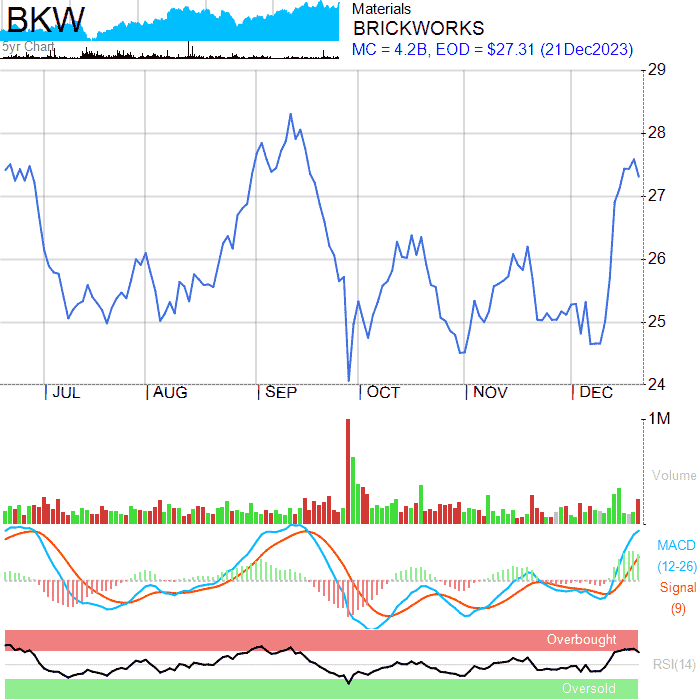 BKW
5yr Chart
Materials
BRICKWORKS
MC = 4.2B, EOD = $27.31 (21Dec2023)
29
28
27
26
25
24
JUL AUG SEP OCT NOV DEC
1M
Volume
MACD
(12-26)
Signal
(9)
Overbought
RSI(14)
Oversold